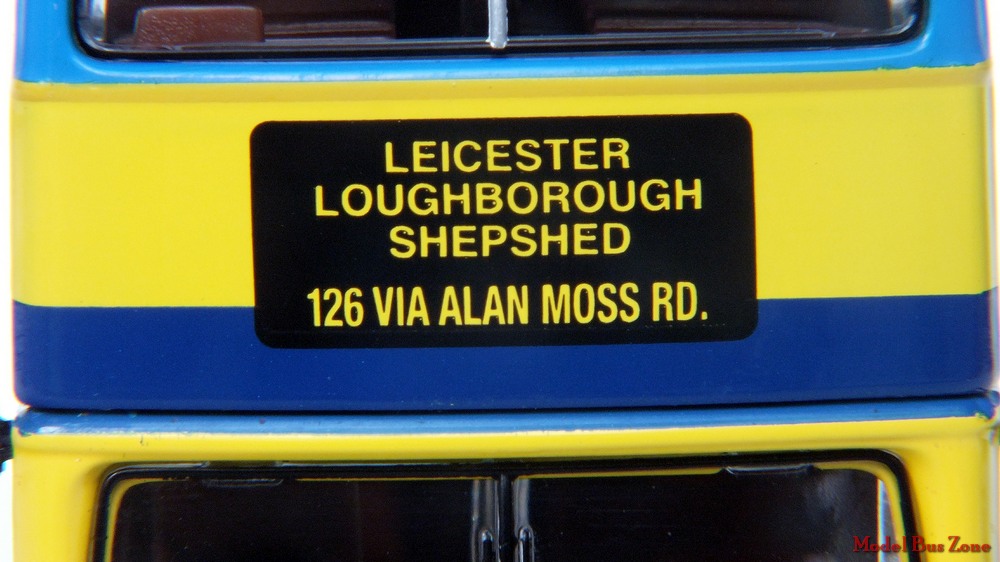 LEICESTER
LOUGHBOROUGH
SHEPSHED
126 VIA ALAN MOSS RD.
Model Bus Zone